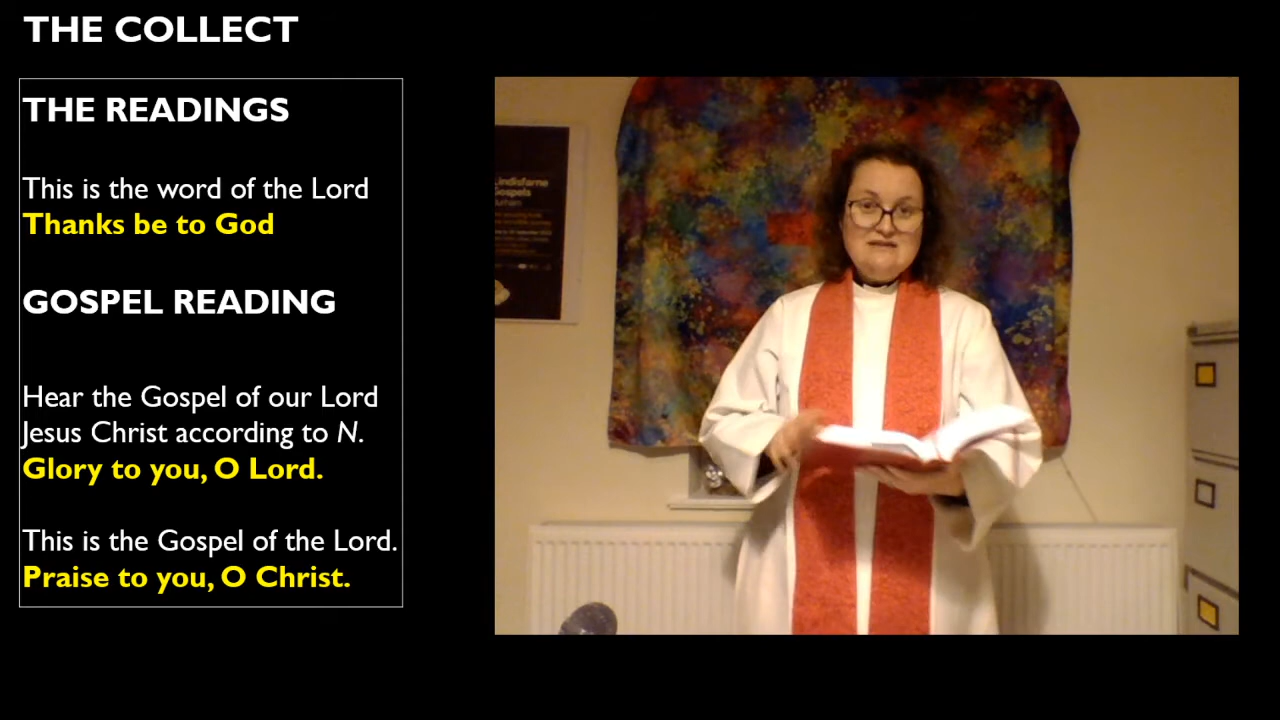 THE COLLECT
THE READINGS
This is the word of the Lord
Thanks be to God
GOSPEL READING
Hear the Gospel of our Lord
Jesus Christ according to N.
Glory to you, O Lord.
This is the Gospel of the Lord.
Praise to you, O Christ.
Lindisfarne
Gospels